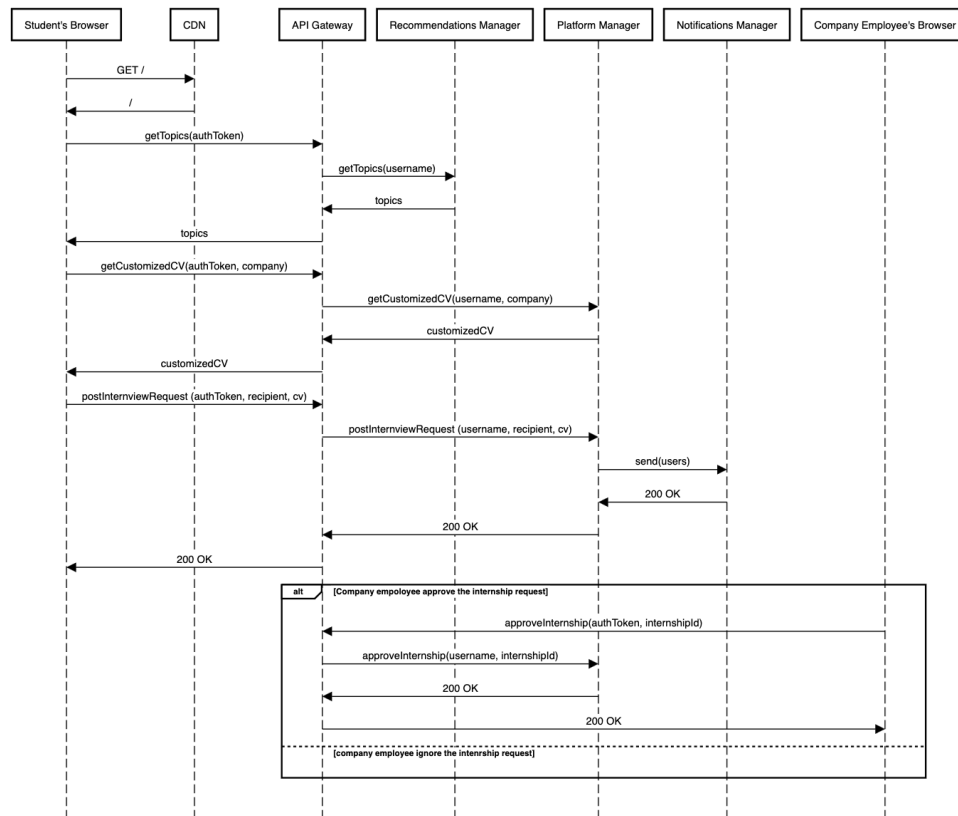 Student's Browser
CDN
API Gateway
Recommendations Manager
Platform Manager
Notifications Manager
Company Employee's Browser
GET /
/
getTopics(authToken)
getTopics(username)
topics
topics
getCustomizedCV(authToken, company)
getCustomizedCV(username, company)
customizedCV
customizedCV
postInternviewRequest (authToken, recipient, cv)
postInternviewRequest (username, recipient, cv)
send(users)
200 OK
200 OK
200 OK
alt
[Company empoloyee approve the internship request]
approveInternship(authToken, internshipId)
approveInternship(username, internshipId)
200 OK
200 OK
[company employee ignore the intenrship request]